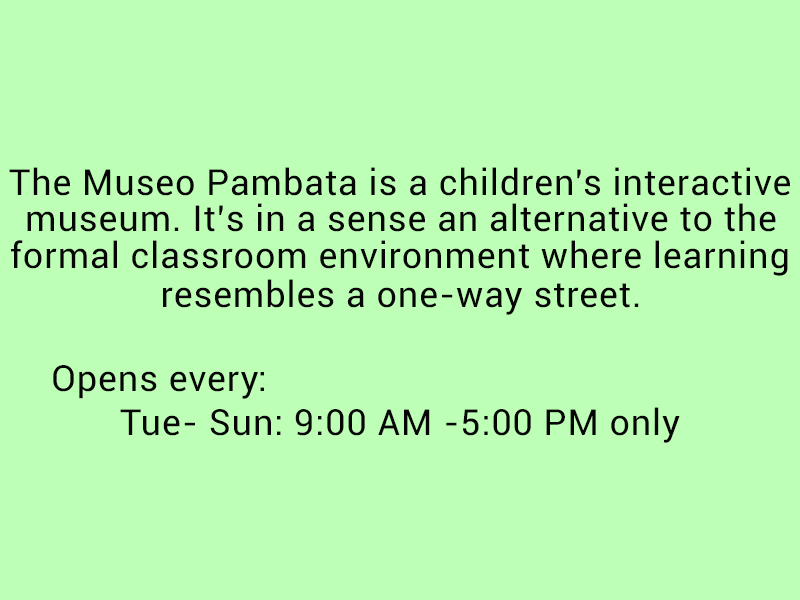 The Museo Pambata is a children's interactive
museum. It's in a sense an alternative to the
formal classroom environment where learning
resembles a one-way street.
Opens every:
Tue- Sun: 9:00 AM -5:00 PM only